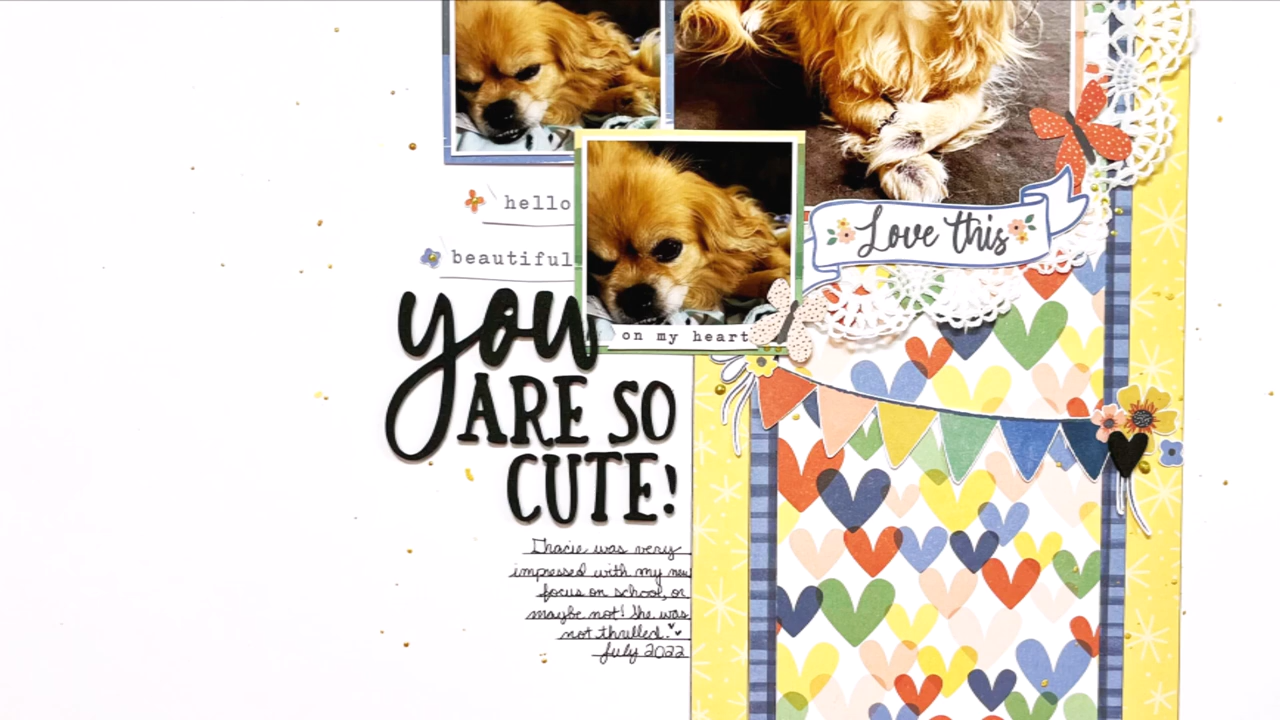 hello
Love this
beautiful
on my heart
you
ARE SO
CUTE!
Thacie was very
impressed with my new
focus on school, or
maybe not! She was
not thrilled.
July 2022